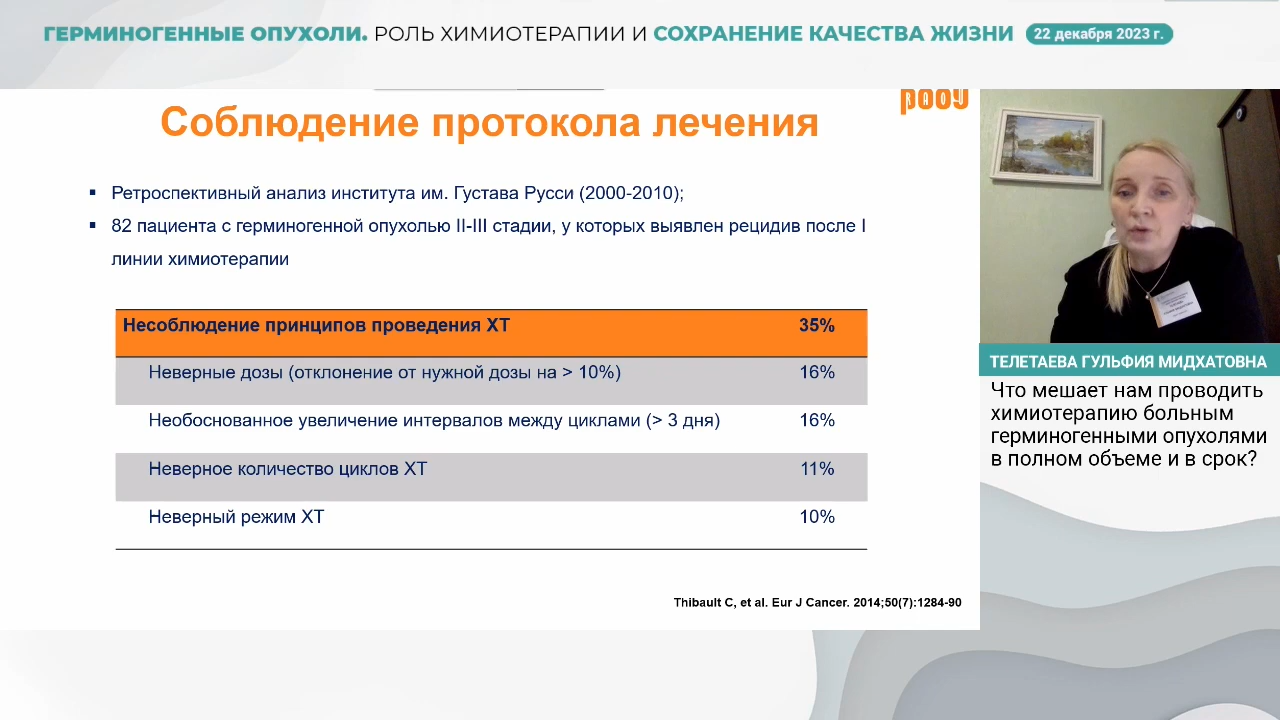 ГЕРМИНОГЕННЫЕ ОПУХОЛИ. РОЛЬ ХИМИОТЕРАПИИ И СОХРАНЕНИЕ КАЧЕСТВА ЖИЗНИ 22 декабря 2023 г.
Соблюдение протокола лечения
▪ Ретроспективный анализ института им. Густава Русси (2000-2010);
▪ 82 пациента с герминогенной опухолью II-III стадии, у которых выявлен рецидив после I
линии химиотерапии
Несоблюдение принципов проведения ХТ 35%
Неверные дозы (отклонение от нужной дозы на > 10%) 16%
Необоснованное увеличение интервалов между циклами (> 3 дня) 16%
Неверное количество циклов ХТ 11%
Неверный режим ХТ 10%
Thibault C, et al. Eur J Cancer. 2014;50(7):1284-90
ТЕЛЕТАЕВА ГУЛЬФИЯ МИДХАТОВНА
Что мешает нам проводить
химиотерапию больным
герминогенными опухолями
в полном объеме и в срок?